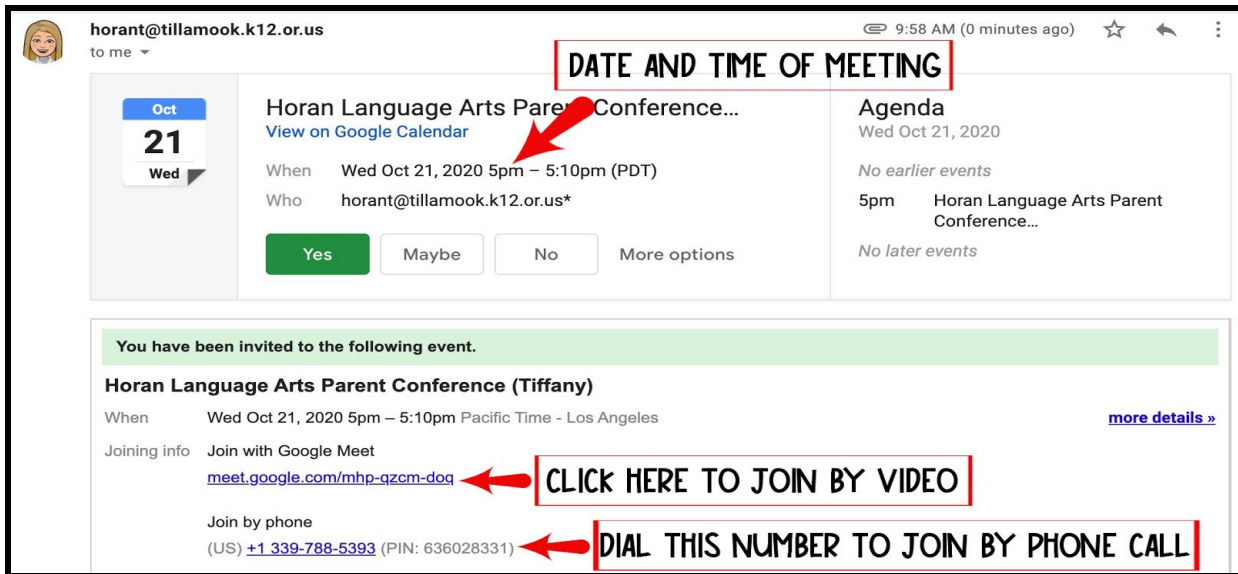 horant@tillamook.k12.or.us
9:58 AM (0 minutes ago)
to me
DATE AND TIME OF MEETING
Oct
21
Wed
Horan Language Arts Parent Conference...
View on Google Calendar
When Wed Oct 21, 2020 5pm – 5:10pm (PDT)
Who horant@tillamook.k12.or.us*
Yes Maybe No More options
Agenda
Wed Oct 21, 2020
No earlier events
5pm Horan Language Arts Parent
Conference...
No later events
You have been invited to the following event.
Horan Language Arts Parent Conference (Tiffany)
When Wed Oct 21, 2020 5pm – 5:10pm Pacific Time - Los Angeles
more details »
Joining info Join with Google Meet
meet.google.com/mhp-qzcm-doq
CLICK HERE TO JOIN BY VIDEO
Join by phone
(US) +1 339-788-5393 (PIN: 636028331)
DIAL THIS NUMBER TO JOIN BY PHONE CALL